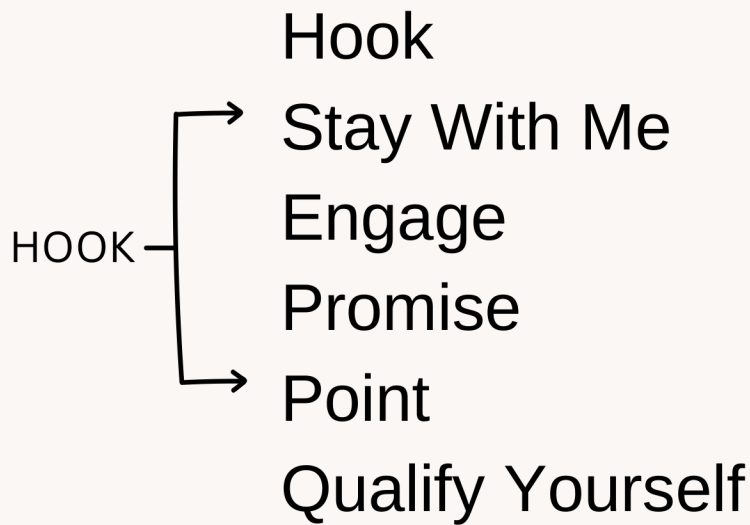 Hook
Stay With Me
Engage
HOOK
Promise
Point
Qualify Yourself